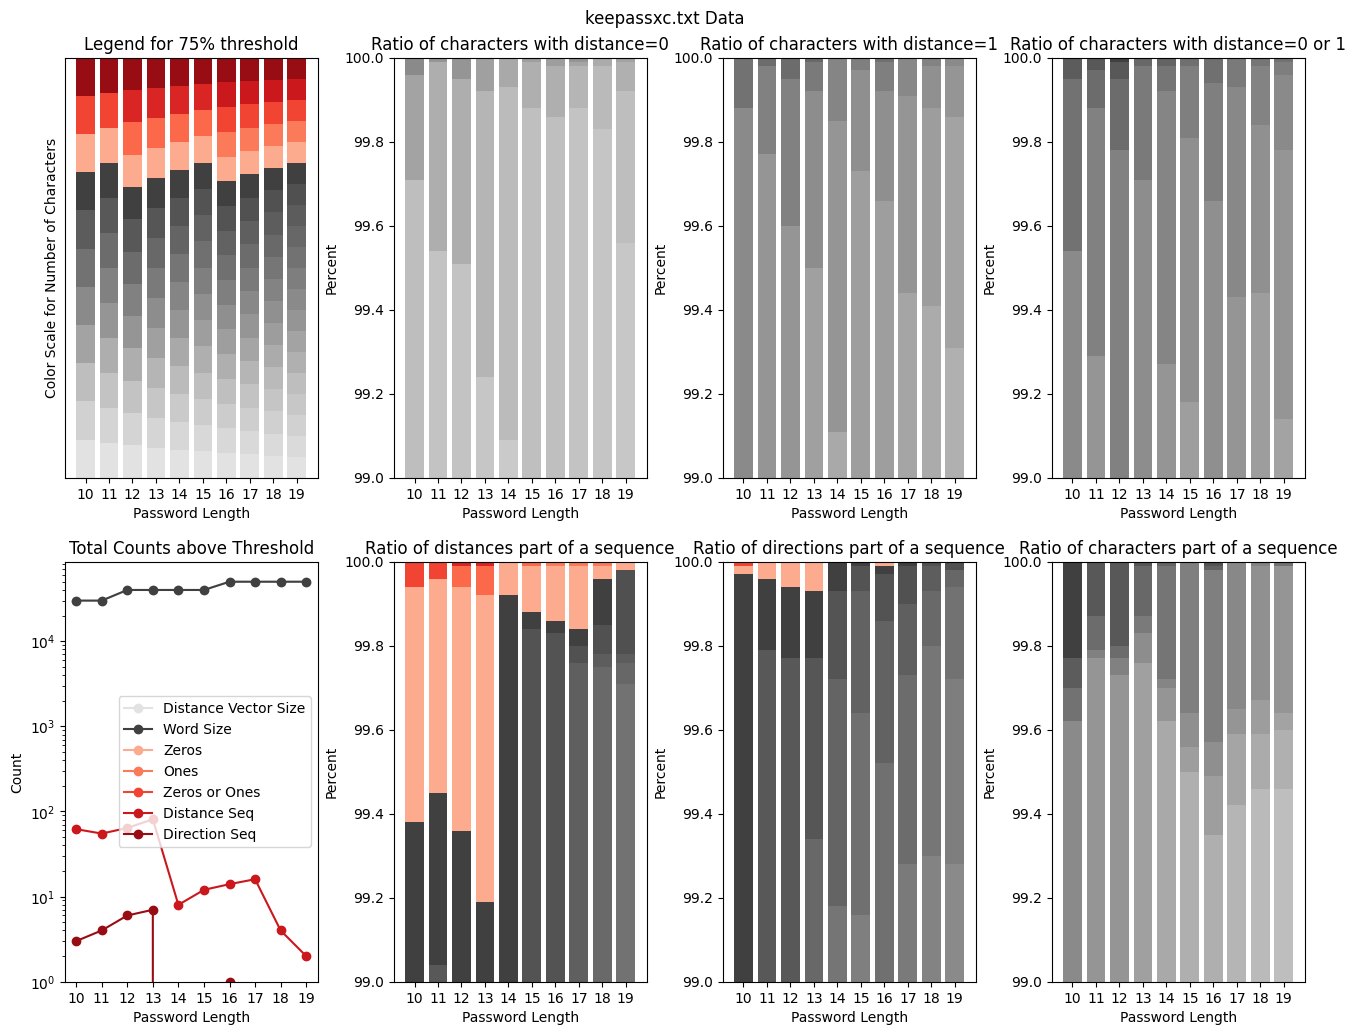 keepassxc.txt Data
Legend for 75% threshold
Color Scale for Number of Characters
10 11 12 13 14 15 16 17 18 19
Password Length
Ratio of characters with distance=0
Percent
100.0
99.8
99.6
99.4
99.2
99.0
10 11 12 13 14 15 16 17 18 19
Password Length
Ratio of characters with distance=1
Percent
100.0
99.8
99.6
99.4
99.2
99.0
10 11 12 13 14 15 16 17 18 19
Password Length
Ratio of characters with distance=0 or 1
Percent
100.0
99.8
99.6
99.4
99.2
99.0
10 11 12 13 14 15 16 17 18 19
Password Length
Total Counts above Threshold
Count
10⁴
10³
10²
10¹
10⁰
Distance Vector Size
Word Size
Zeros
Ones
Zeros or Ones
Distance Seq
Direction Seq
10 11 12 13 14 15 16 17 18 19
Password Length
Ratio of distances part of a sequence
Percent
100.0
99.8
99.6
99.4
99.2
99.0
10 11 12 13 14 15 16 17 18 19
Password Length
Ratio of directions part of a sequence
Percent
100.0
99.8
99.6
99.4
99.2
99.0
10 11 12 13 14 15 16 17 18 19
Password Length
Ratio of characters part of a sequence
Percent
100.0
99.8
99.6
99.4
99.2
99.0
10 11 12 13 14 15 16 17 18 19
Password Length